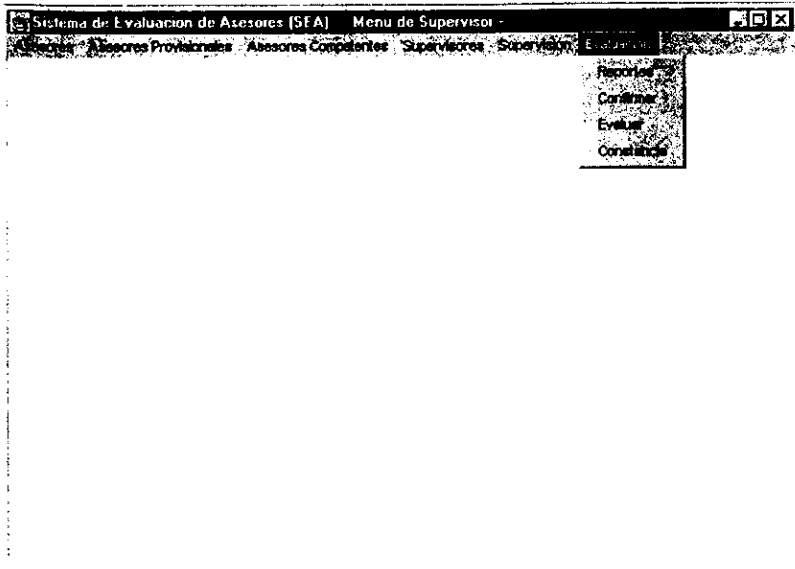 Sistema de Evaluacion de Asesores (SEA) Menu de Supervisor -
Asesores Asesores Provisionales Asesores Competentes Supervisores Supervision Evaluacion
Reportes
Confirmar
Evaluar
Constancia